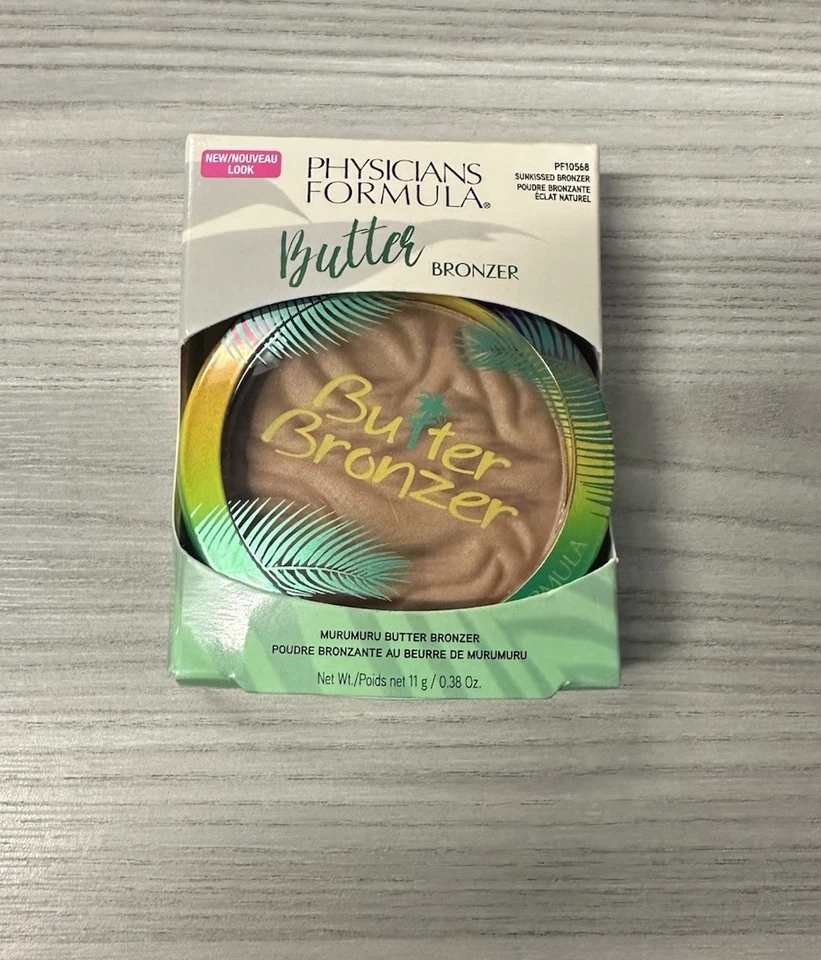 NEW/NOUVEAU
LOOK
PHYSICIANS
FORMULA®
PF10568
SUNKISSED BRONZER
POUDRE BRONZANTE
ÉCLAT NATUREL
Butter BRONZER
Butter
Bronzer
MULA
MURUMURU BUTTER BRONZER
POUDRE BRONZANTE AU BEURRE DE MURUMURU
Net Wt./Poids net 11 g / 0.38 Oz.